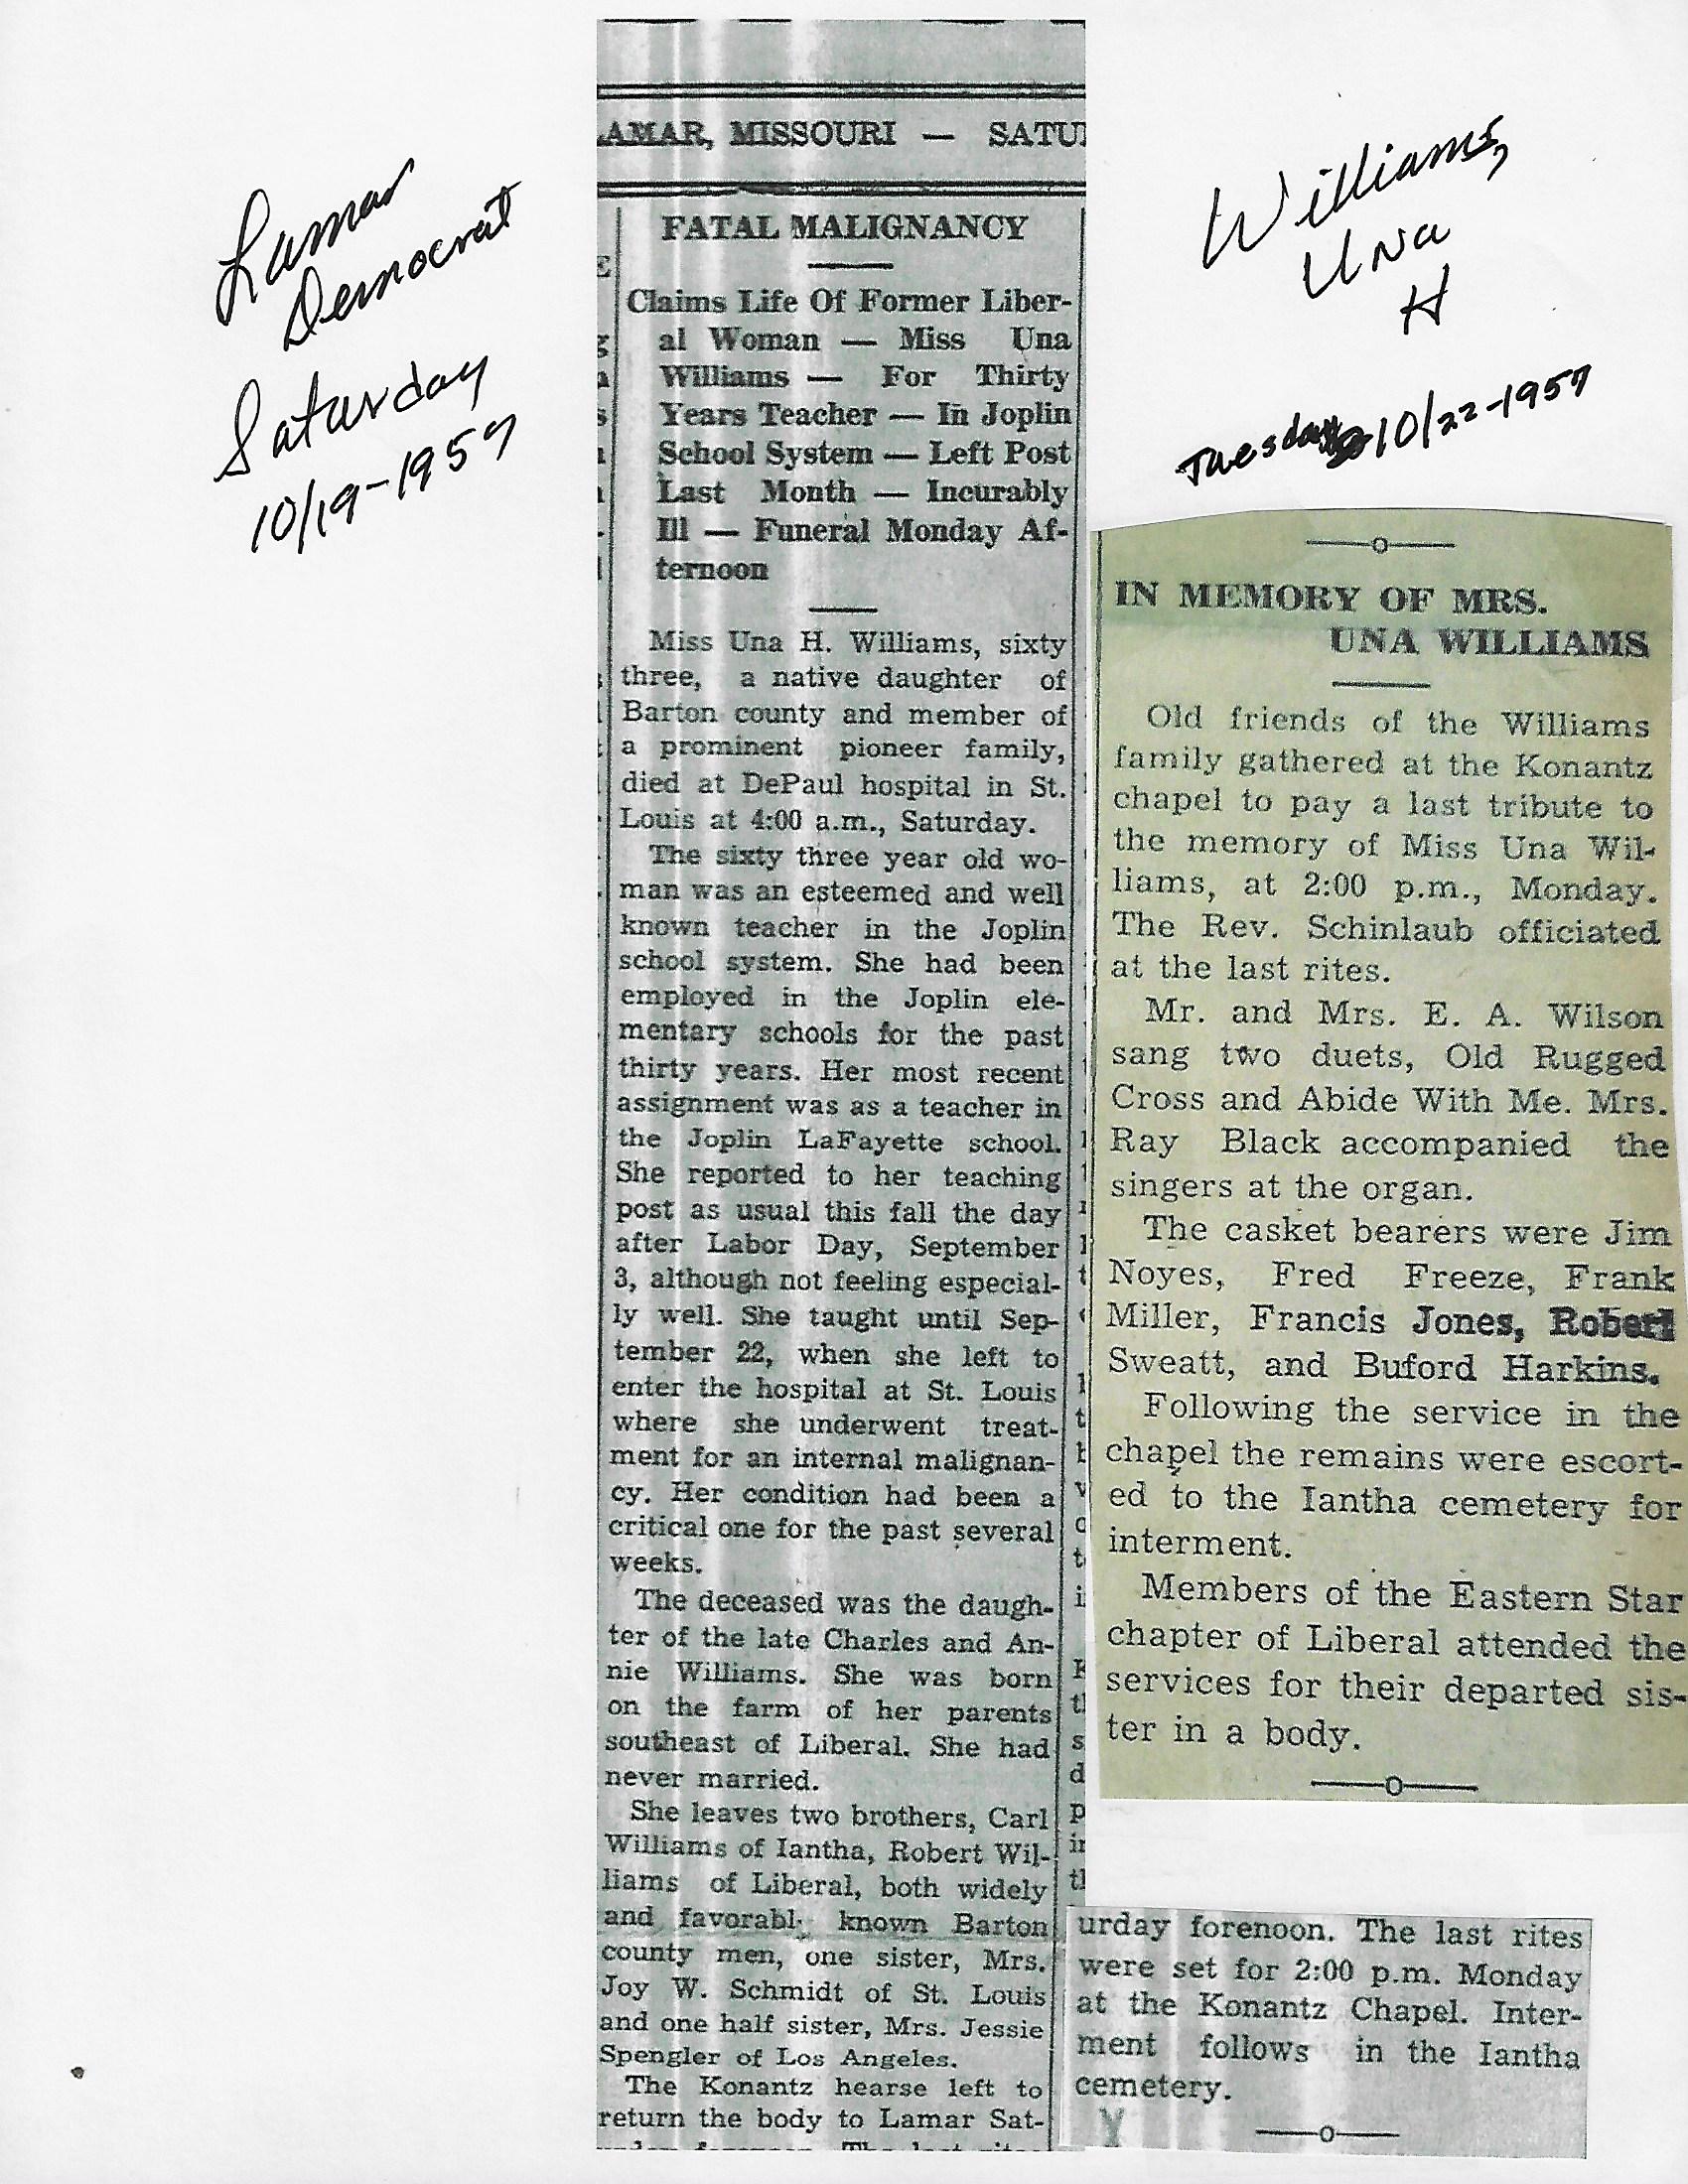 Lamar
Democrat
Saturday
10/19-1957
LAMAR, MISSOURI — SATU
FATAL MALIGNANCY
Claims Life Of Former Liber-
al Woman — Miss Una
Williams — For Thirty
Years Teacher — In Joplin
School System — Left Post
Last Month — Incurably
Ill — Funeral Monday Af-
ternoon
Miss Una H. Williams, sixty
three, a native daughter of
Barton county and member of
a prominent pioneer family,
died at DePaul hospital in St.
Louis at 4:00 a.m., Saturday.
The sixty three year old wo-
man was an esteemed and well
known teacher in the Joplin
school system. She had been
employed in the Joplin ele-
mentary schools for the past
thirty years. Her most recent
assignment was as a teacher in
the Joplin LaFayette school.
She reported to her teaching
post as usual this fall the day
after Labor Day, September
3, although not feeling especial-
ly well. She taught until Sep-
tember 22, when she left to
enter the hospital at St. Louis
where she underwent treat-
ment for an internal malignan-
cy. Her condition had been a
critical one for the past several
weeks.
The deceased was the daugh-
ter of the late Charles and An-
nie Williams. She was born
on the farm of her parents
southeast of Liberal. She had
never married.
She leaves two brothers, Carl
Williams of Iantha, Robert Wil-
liams of Liberal, both widely
and favorably known Barton
county men, one sister, Mrs.
Joy W. Schmidt of St. Louis
and one half sister, Mrs. Jessie
Spengler of Los Angeles.
The Konantz hearse left to
return the body to Lamar Sat-
urday forenoon. The last rites
were set for 2:00 p.m. Monday
at the Konantz Chapel. Inter-
ment follows in the Iantha
cemetery.
Williams,
Una
H
Tuesday 10/22-1957
IN MEMORY OF MRS.
UNA WILLIAMS
Old friends of the Williams
family gathered at the Konantz
chapel to pay a last tribute to
the memory of Miss Una Wil-
liams, at 2:00 p.m., Monday.
The Rev. Schinlaub officiated
at the last rites.
Mr. and Mrs. E. A. Wilson
sang two duets, Old Rugged
Cross and Abide With Me. Mrs.
Ray Black accompanied the
singers at the organ.
The casket bearers were Jim
Noyes, Fred Freeze, Frank
Miller, Francis Jones, Robert
Sweatt, and Buford Harkins.
Following the service in the
chapel the remains were escort-
ed to the Iantha cemetery for
interment.
Members of the Eastern Star
chapter of Liberal attended the
services for their departed sis-
ter in a body.